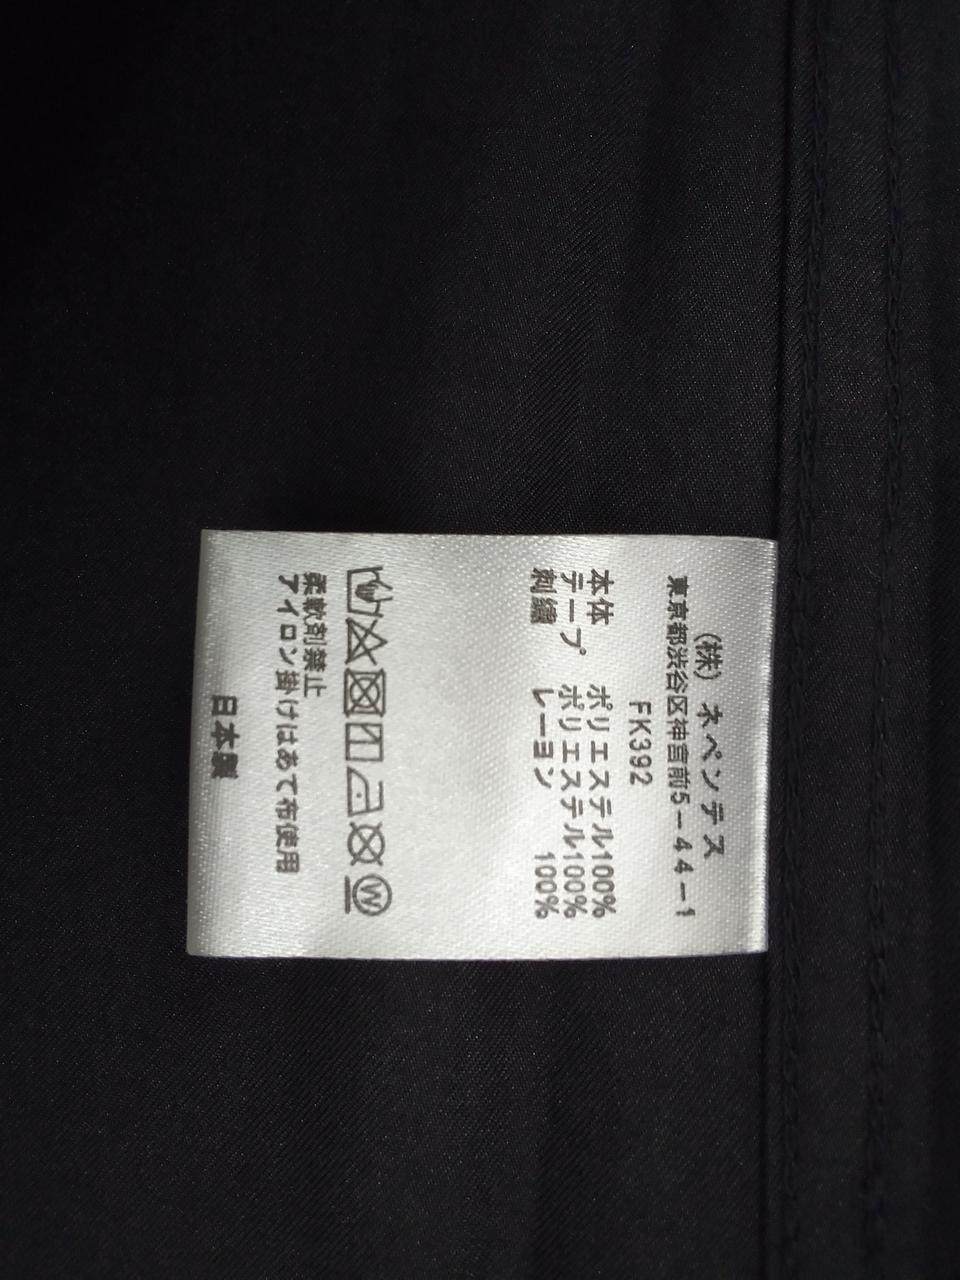 (株) ネペンテス
東京都渋谷区神宮前5-44-1
FK392
本体 ポリエステル100%
テープ ポリエステル100%
刺繍 レーヨン 100%
W
柔軟剤禁止
アイロン掛けはあて布使用
日本製